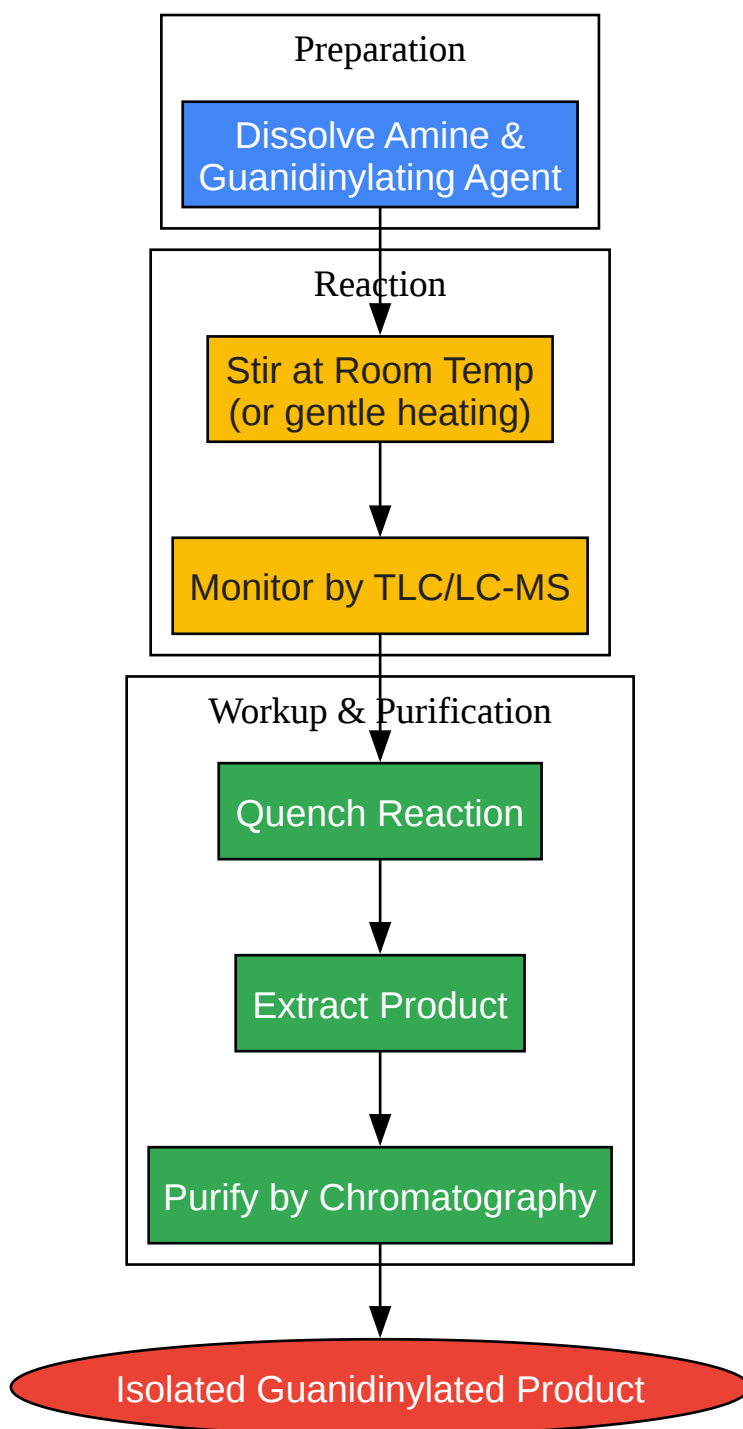 Preparation
Dissolve Amine &
Guanidinylating Agent
Reaction
Stir at Room Temp
(or gentle heating)
Monitor by TLC/LC-MS
Workup & Purification
Quench Reaction
Extract Product
Purify by Chromatography
Isolated Guanidinylated Product